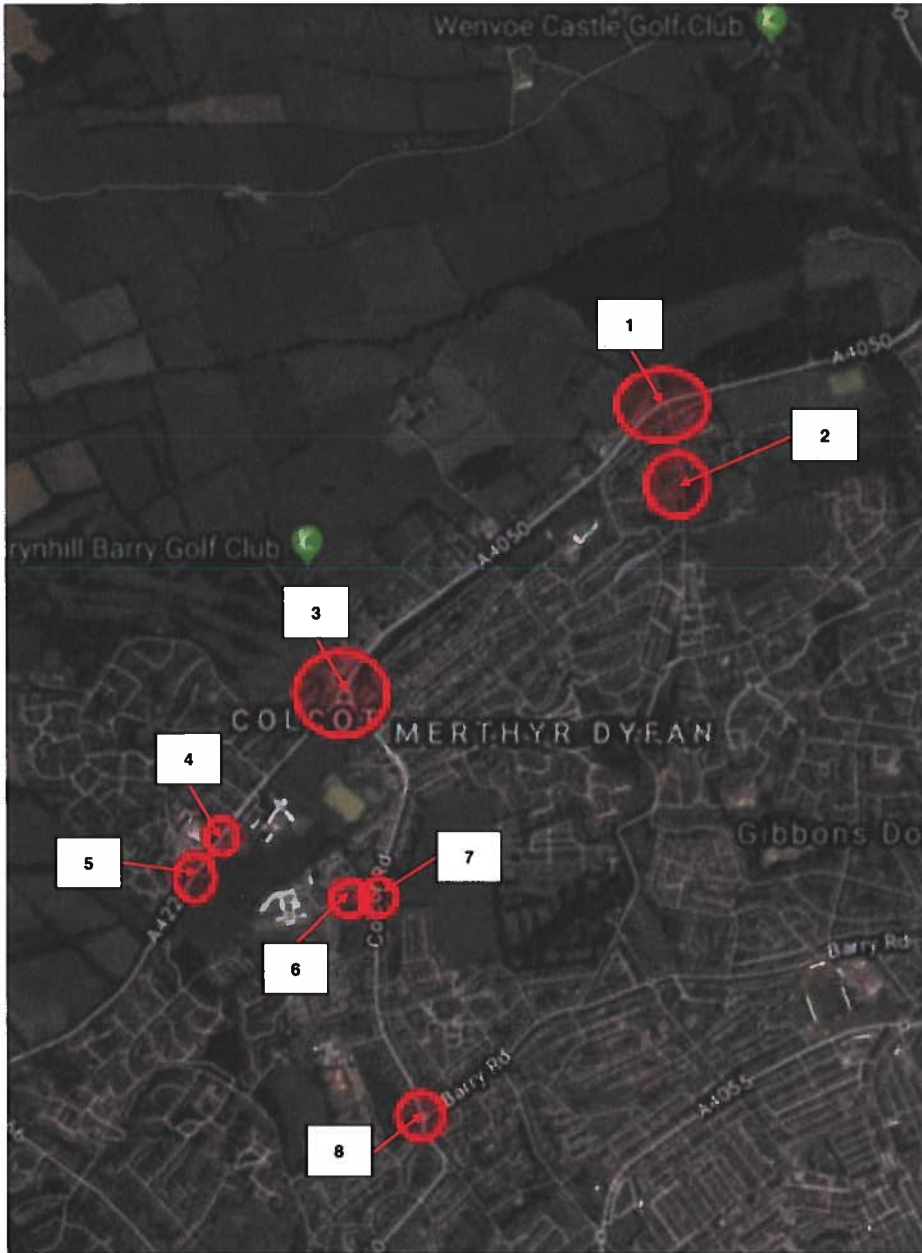 Wenvoe Castle Golf Club
1
A4050
2
A4050
rynhill Barry Golf Club
3
COLCOT
MERTHYR DYFAN
4
Gibbons Do
5
7
A422
6
Barry Rd
Barry Rd
A4055
8